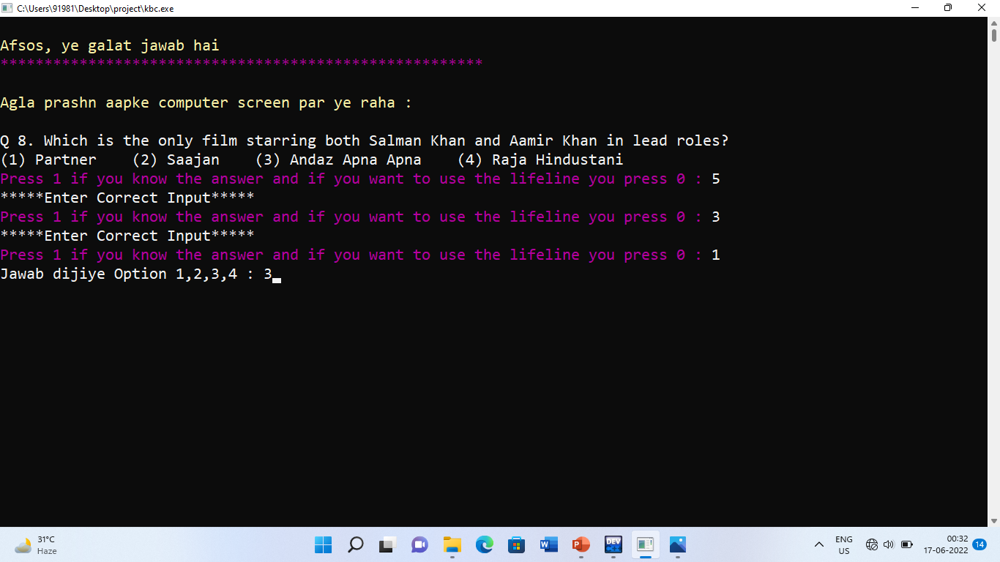 C:\Users\91981\Desktop\project\kbc.exe
Afsos, ye galat jawab hai
*******************************************************
Agla prashn aapke computer screen par ye raha :
Q 8. Which is the only film starring both Salman Khan and Aamir Khan in lead roles?
(1) Partner    (2) Saajan    (3) Andaz Apna Apna    (4) Raja Hindustani
Press 1 if you know the answer and if you want to use the lifeline you press 0 : 5
*****Enter Correct Input*****
Press 1 if you know the answer and if you want to use the lifeline you press 0 : 3
*****Enter Correct Input*****
Press 1 if you know the answer and if you want to use the lifeline you press 0 : 1
Jawab dijiye Option 1,2,3,4 : 3
31°C
Haze
W
P
DEV
ENG
US
00:32
17-06-2022
14